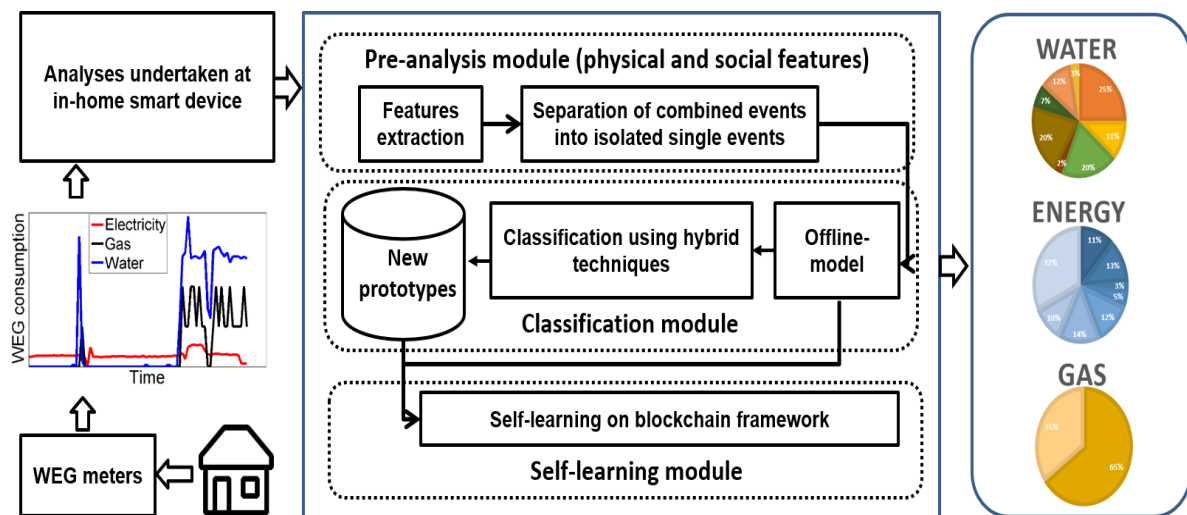 Analyses undertaken at
in-home smart device
Electricity
Gas
Water
WEG consumption
Time
WEG meters
Pre-analysis module (physical and social features)
Features
extraction
Separation of combined events
into isolated single events
New
prototypes
Classification using hybrid
techniques
Offline-
model
Classification module
Self-learning on blockchain framework
Self-learning module
WATER
3%
12%
25%
7%
11%
20%
2%
20%
ENERGY
11%
32%
13%
3%
5%
12%
10%
14%
GAS
35%
65%